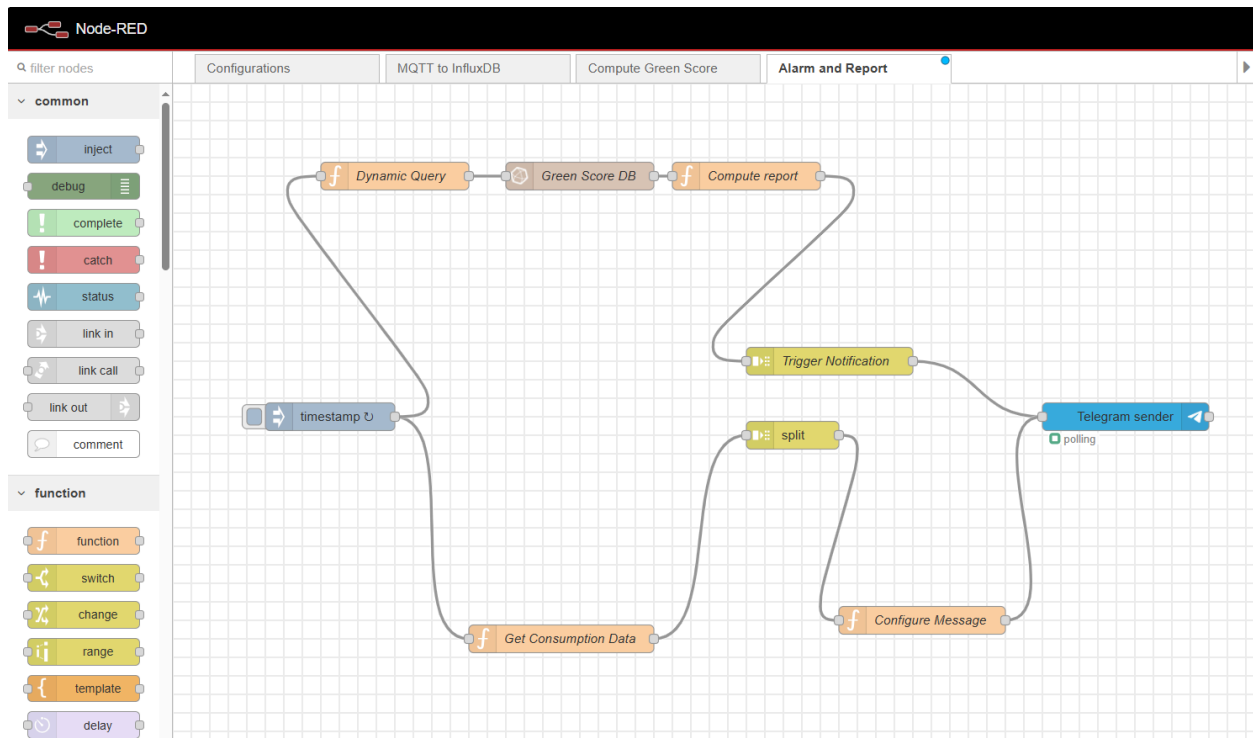 Node-RED
filter nodes
Configurations
MQTT to InfluxDB
Compute Green Score
Alarm and Report
common
inject
debug
complete
catch
status
link in
link call
link out
comment
function
function
switch
change
range
template
delay
Dynamic Query
Green Score DB
Compute report
Trigger Notification
timestamp ↻
Telegram sender
polling
split
Configure Message
Get Consumption Data